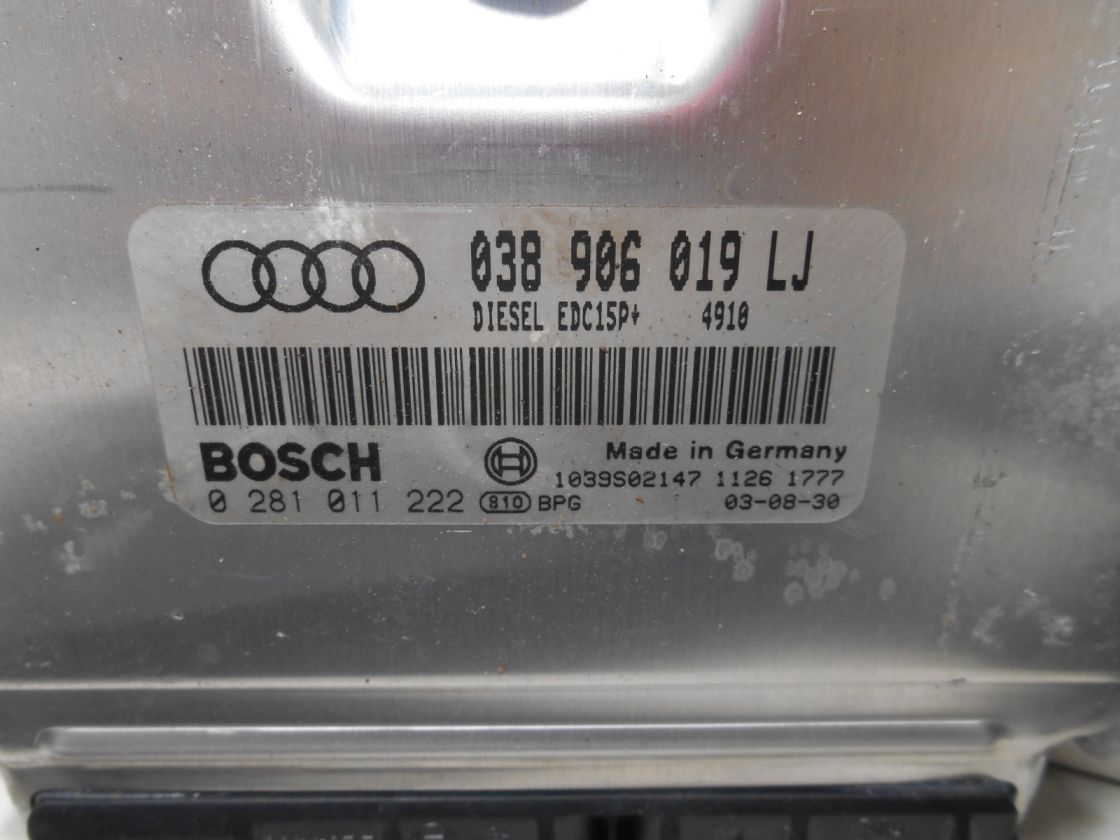 038 906 019 LJ
DIESEL EDC15P+ 4910
BOSCH
Made in Germany
1039S02147 1126 1777
0 281 011 222 S10 BPG 03-08-30